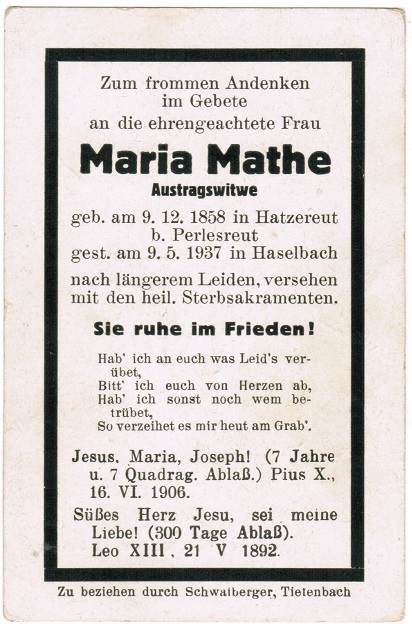 Zum frommen Andenken
im Gebete
an die ehrengeachtete Frau
Maria Mathe
Austragswitwe
geb. am 9. 12. 1858 in Hatzereut
b. Perlesreut
gest. am 9. 5. 1937 in Haselbach
nach längerem Leiden, versehen
mit den heil. Sterbsakramenten.
Sie ruhe im Frieden!
Hab' ich an euch was Leid's ver-
übet,
Bitt' ich euch von Herzen ab,
Hab' ich sonst noch wem be-
trübet,
So verzeihet es mir heut am Grab'.
Jesus, Maria, Joseph! (7 Jahre
u. 7 Quadrag. Ablaß.) Pius X.,
16. VI. 1906.
Süßes Herz Jesu, sei meine
Liebe! (300 Tage Ablaß).
Leo XIII. 21 V 1892.
Zu beziehen durch Schwaiberger, Tiefenbach